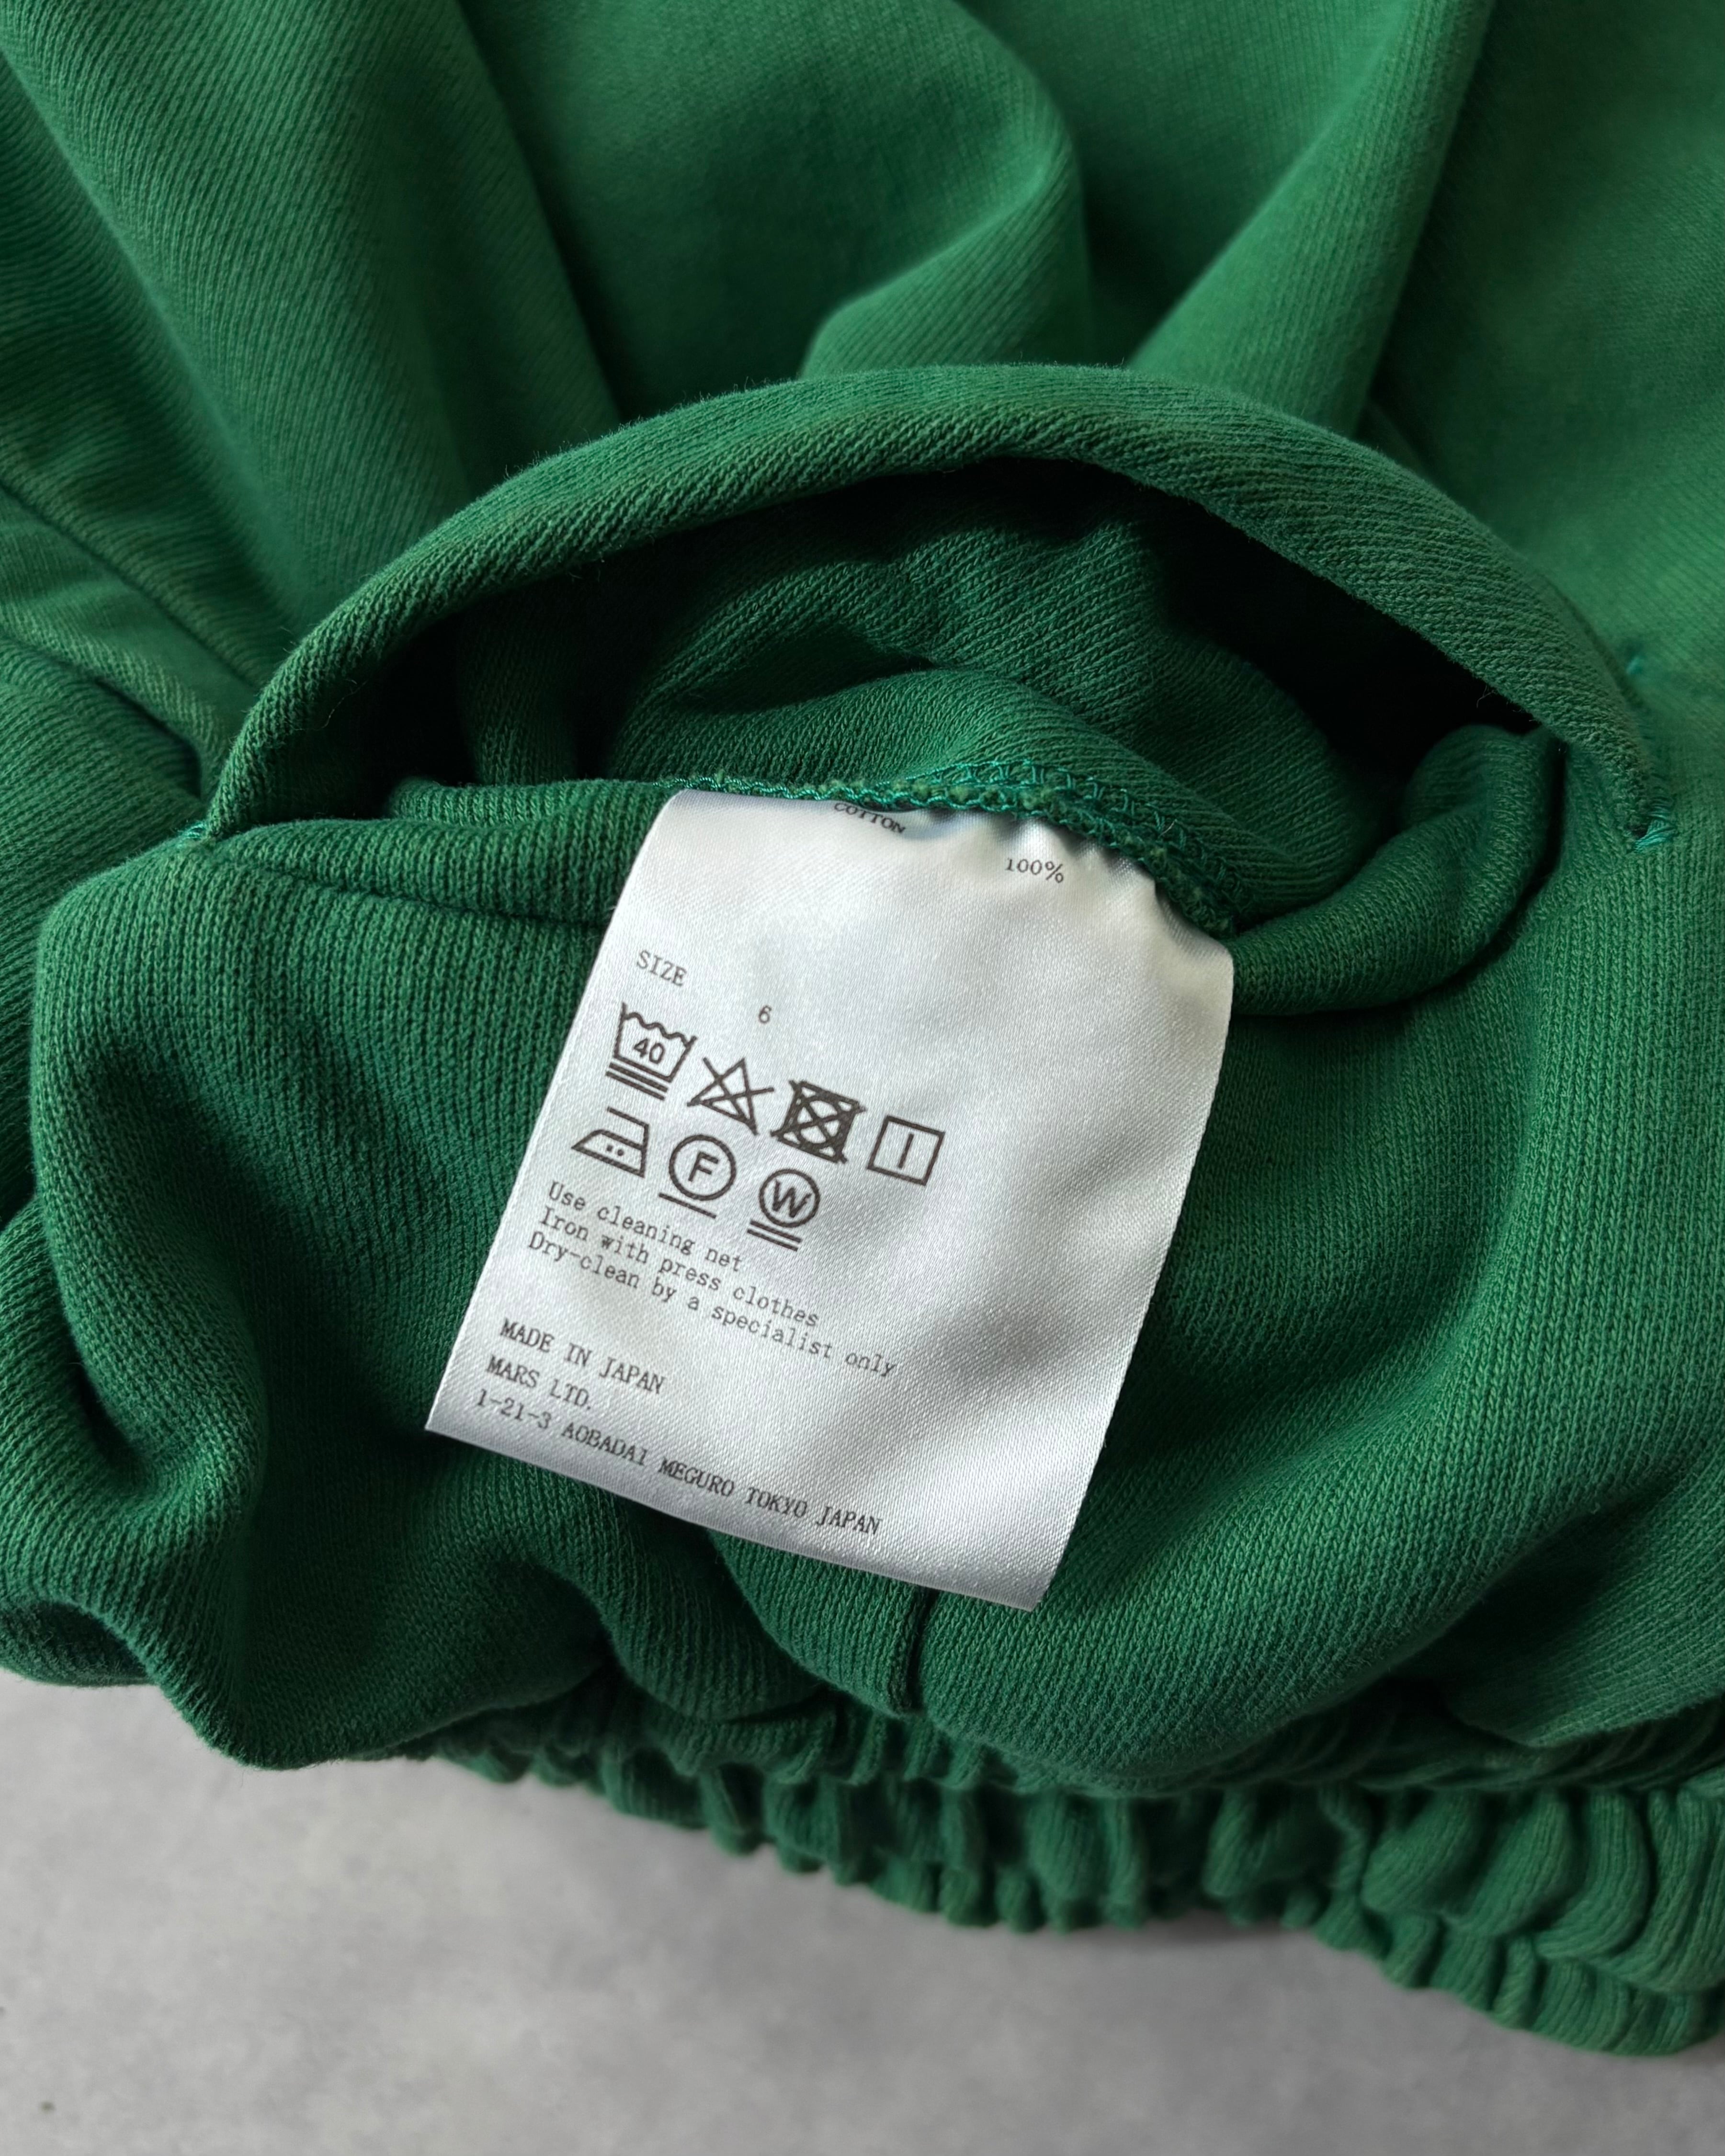 COTTON 100%
SIZE 6
40
F W
Use cleaning net
Iron with press clothes
Dry-clean by a specialist only
MADE IN JAPAN
MARS LTD.
1-21-3 AOBADAI MEGURO TOKYO JAPAN